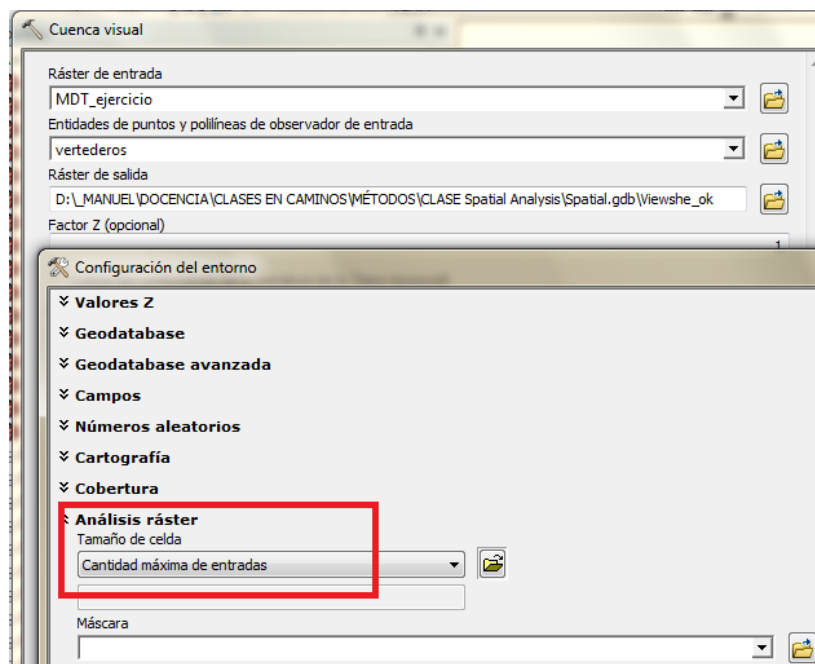 Cuenca visual
Ráster de entrada
MDT_ejercicio
Entidades de puntos y polilíneas de observador de entrada
vertederos
Ráster de salida
D:\_MANUEL\DOCENCIA\CLASES EN CAMINOS\MÉTODOS\CLASE Spatial Analysis\Spatial.gdb\Viewshe_ok
Factor Z (opcional)
1
Configuración del entorno
Valores Z
Geodatabase
Geodatabase avanzada
Campos
Números aleatorios
Cartografía
Cobertura
Análisis ráster
Tamaño de celda
Cantidad máxima de entradas
Máscara